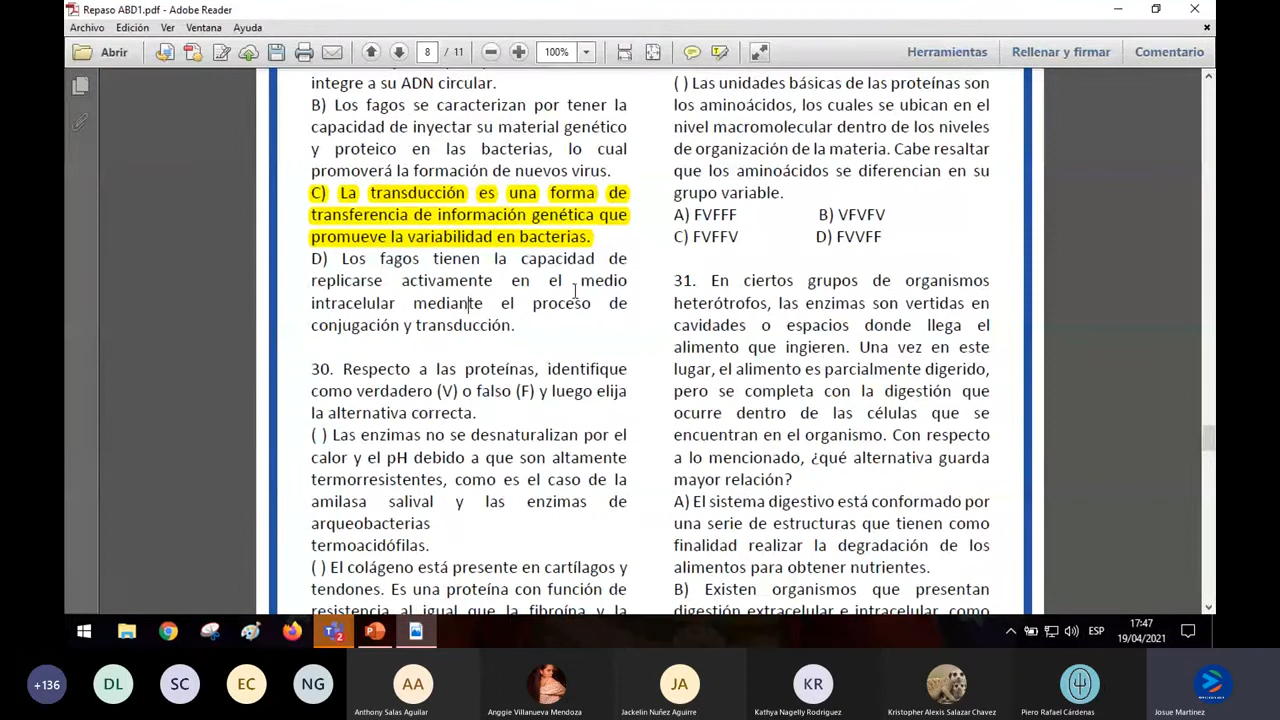 Repaso ABD1.pdf - Adobe Reader
Archivo Edición Ver Ventana Ayuda
Abrir
8 / 11
100%
Herramientas
Rellenar y firmar
Comentario
integre a su ADN circular.
B) Los fagos se caracterizan por tener la
capacidad de inyectar su material genético
y proteico en las bacterias, lo cual
promoverá la formación de nuevos virus.
C) La transducción es una forma de
transferencia de información genética que
promueve la variabilidad en bacterias.
D) Los fagos tienen la capacidad de
replicarse activamente en el medio
intracelular mediante el proceso de
conjugación y transducción.
30. Respecto a las proteínas, identifique
como verdadero (V) o falso (F) y luego elija
la alternativa correcta.
( ) Las enzimas no se desnaturalizan por el
calor y el pH debido a que son altamente
termorresistentes, como es el caso de la
amilasa salival y las enzimas de
arqueobacterias
termoacidófilas.
( ) El colágeno está presente en cartílagos y
tendones. Es una proteína con función de
resistencia al igual que la fibroína y la
( ) Las unidades básicas de las proteínas son
los aminoácidos, los cuales se ubican en el
nivel macromolecular dentro de los niveles
de organización de la materia. Cabe resaltar
que los aminoácidos se diferencian en su
grupo variable.
A) FVFFF B) VFVFV
C) FVFFV D) FVVFF
31. En ciertos grupos de organismos
heterótrofos, las enzimas son vertidas en
cavidades o espacios donde llega el
alimento que ingieren. Una vez en este
lugar, el alimento es parcialmente digerido,
pero se completa con la digestión que
ocurre dentro de las células que se
encuentran en el organismo. Con respecto
a lo mencionado, ¿qué alternativa guarda
mayor relación?
A) El sistema digestivo está conformado por
una serie de estructuras que tienen como
finalidad realizar la degradación de los
alimentos para obtener nutrientes.
B) Existen organismos que presentan
digestión extracelular e intracelular, como
ESP
17:47
19/04/2021
+136
DL
SC
EC
NG
AA
JA
KR
Anthony Salas Aguilar
Anggie Villanueva Mendoza
Jackelin Nuñez Aguirre
Kathya Nagelly Rodriguez
Kristopher Alexis Salazar Chavez
Piero Rafael Cárdenas
Josue Martinez